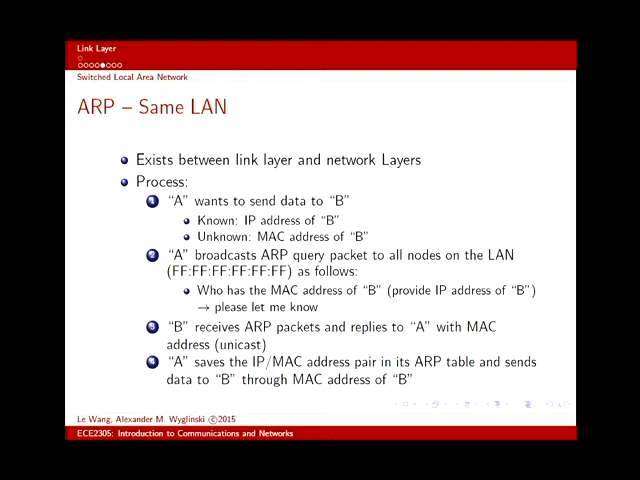 Link Layer
Switched Local Area Network
ARP – Same LAN
Exists between link layer and network Layers
Process:
1 “A” wants to send data to “B”
Known: IP address of “B”
Unknown: MAC address of “B”
2 “A” broadcasts ARP query packet to all nodes on the LAN
(FF:FF:FF:FF:FF:FF) as follows:
Who has the MAC address of “B” (provide IP address of “B”)
→ please let me know
3 “B” receives ARP packets and replies to “A” with MAC
address (unicast)
4 “A” saves the IP/MAC address pair in its ARP table and sends
data to “B” through MAC address of “B”
Le Wang, Alexander M. Wyglinski ©2015
ECE2305: Introduction to Communications and Networks